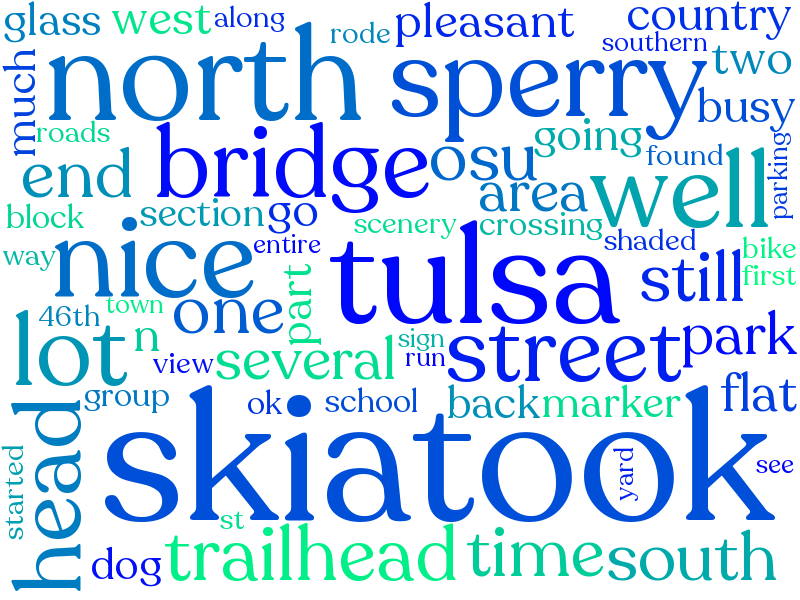 glass west along rode pleasant country
southern two
much north sperry busy
roads bridge osu going found parking
end area well
block section go scenery crossing shaded
way nice entire tulsa still bike
first
town part
46th one n
lot view several sign run street park
group ok school back marker flat
head skiatook yard see
started st
dog trailhead time south